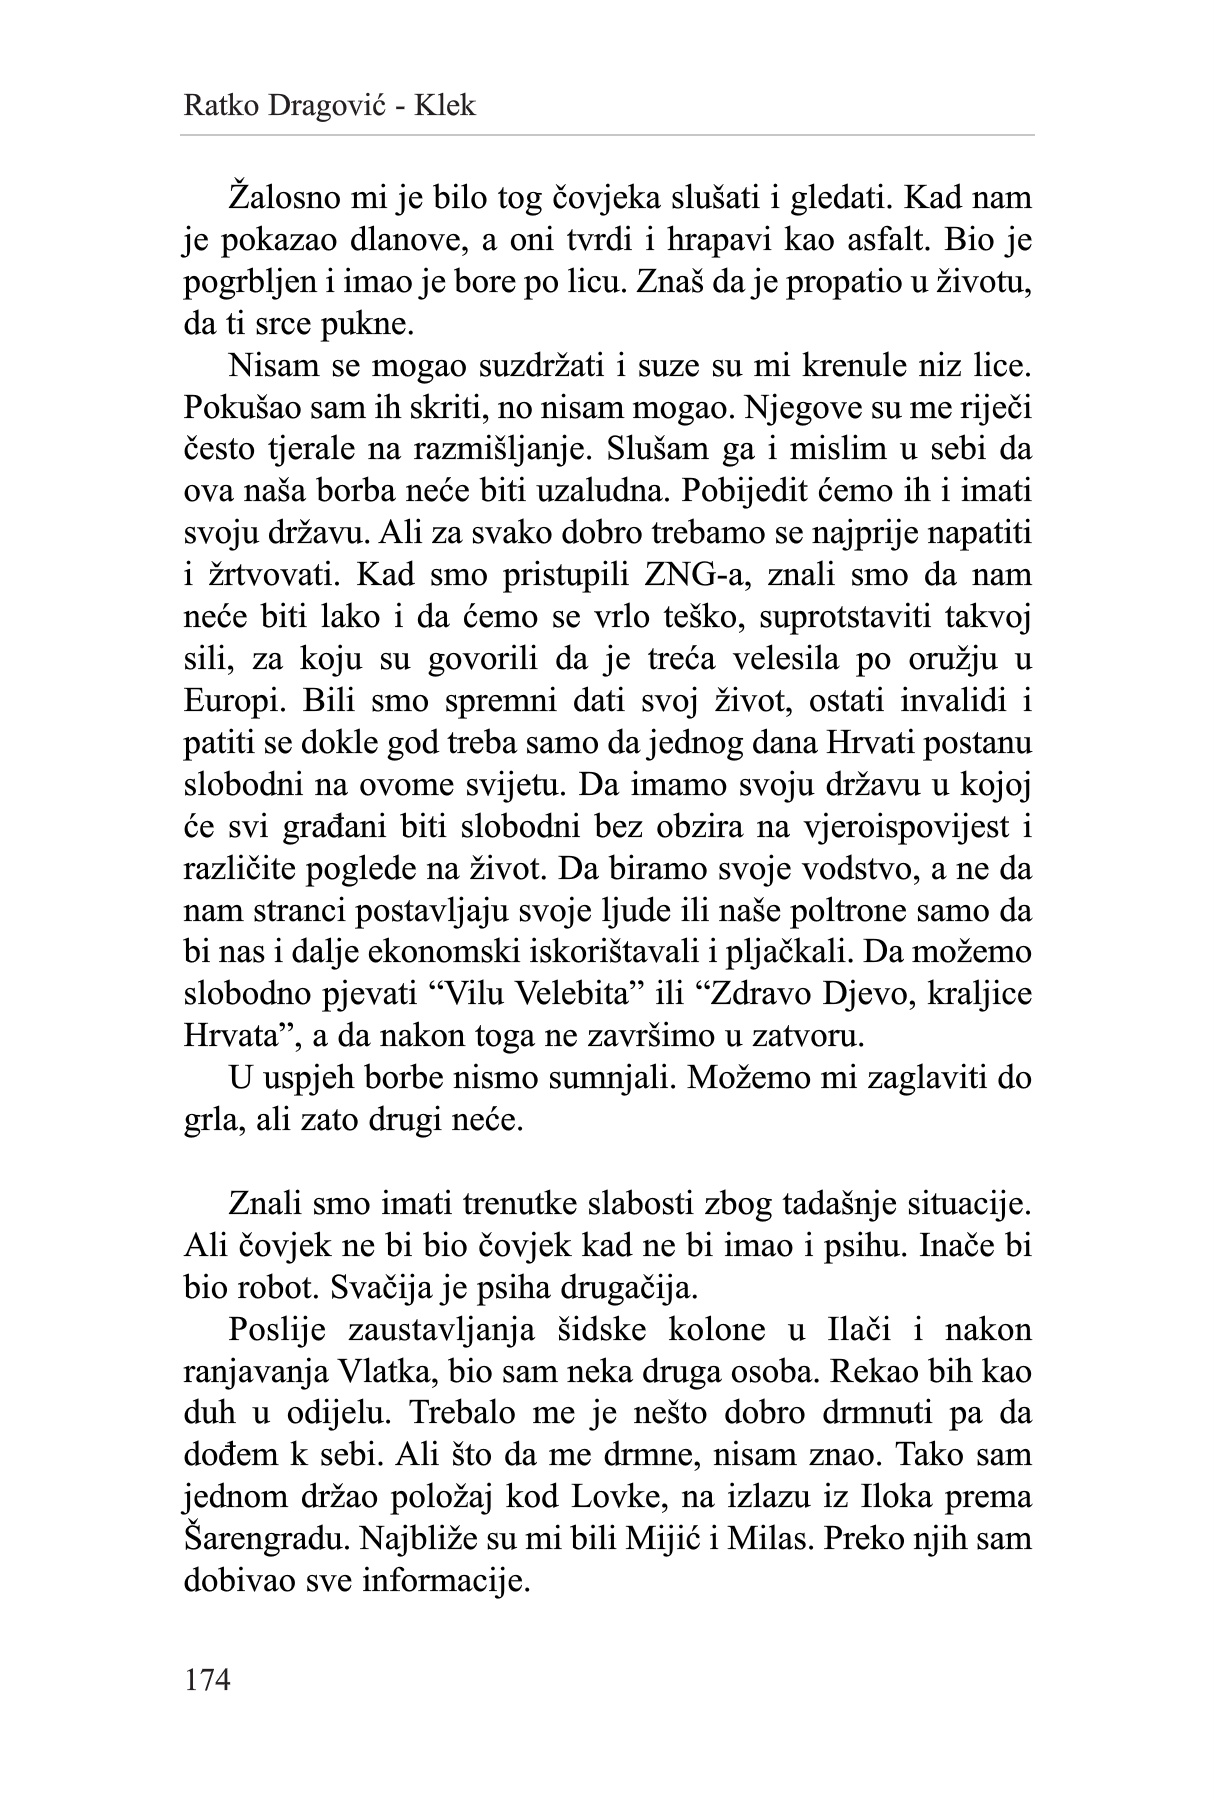 Ratko Dragović - Klek
Žalosno mi je bilo tog čovjeka slušati i gledati. Kad nam
je pokazao dlanove, a oni tvrdi i hrapavi kao asfalt. Bio je
pogrbljen i imao je bore po licu. Znaš da je propatio u životu,
da ti srce pukne.
Nisam se mogao suzdržati i suze su mi krenule niz lice.
Pokušao sam ih skriti, no nisam mogao. Njegove su me riječi
često tjerale na razmišljanje. Slušam ga i mislim u sebi da
ova naša borba neće biti uzaludna. Pobijedit ćemo ih i imati
svoju državu. Ali za svako dobro trebamo se najprije napatiti
i žrtvovati. Kad smo pristupili ZNG-a, znali smo da nam
neće biti lako i da ćemo se vrlo teško, suprotstaviti takvoj
sili, za koju su govorili da je treća velesila po oružju u
Europi. Bili smo spremni dati svoj život, ostati invalidi i
patiti se dokle god treba samo da jednog dana Hrvati postanu
slobodni na ovome svijetu. Da imamo svoju državu u kojoj
će svi građani biti slobodni bez obzira na vjeroispovijest i
različite poglede na život. Da biramo svoje vodstvo, a ne da
nam stranci postavljaju svoje ljude ili naše poltrone samo da
bi nas i dalje ekonomski iskorištavali i pljačkali. Da možemo
slobodno pjevati “Vilu Velebita” ili “Zdravo Djevo, kraljice
Hrvata”, a da nakon toga ne završimo u zatvoru.
U uspjeh borbe nismo sumnjali. Možemo mi zaglaviti do
grla, ali zato drugi neće.
Znali smo imati trenutke slabosti zbog tadašnje situacije.
Ali čovjek ne bi bio čovjek kad ne bi imao i psihu. Inače bi
bio robot. Svačija je psiha drugačija.
Poslije zaustavljanja šidske kolone u Ilači i nakon
ranjavanja Vlatka, bio sam neka druga osoba. Rekao bih kao
duh u odijelu. Trebalo me je nešto dobro drmnuti pa da
dođem k sebi. Ali što da me drmne, nisam znao. Tako sam
jednom držao položaj kod Lovke, na izlazu iz Iloka prema
Šarengradu. Najbliže su mi bili Mijić i Milas. Preko njih sam
dobivao sve informacije.
174